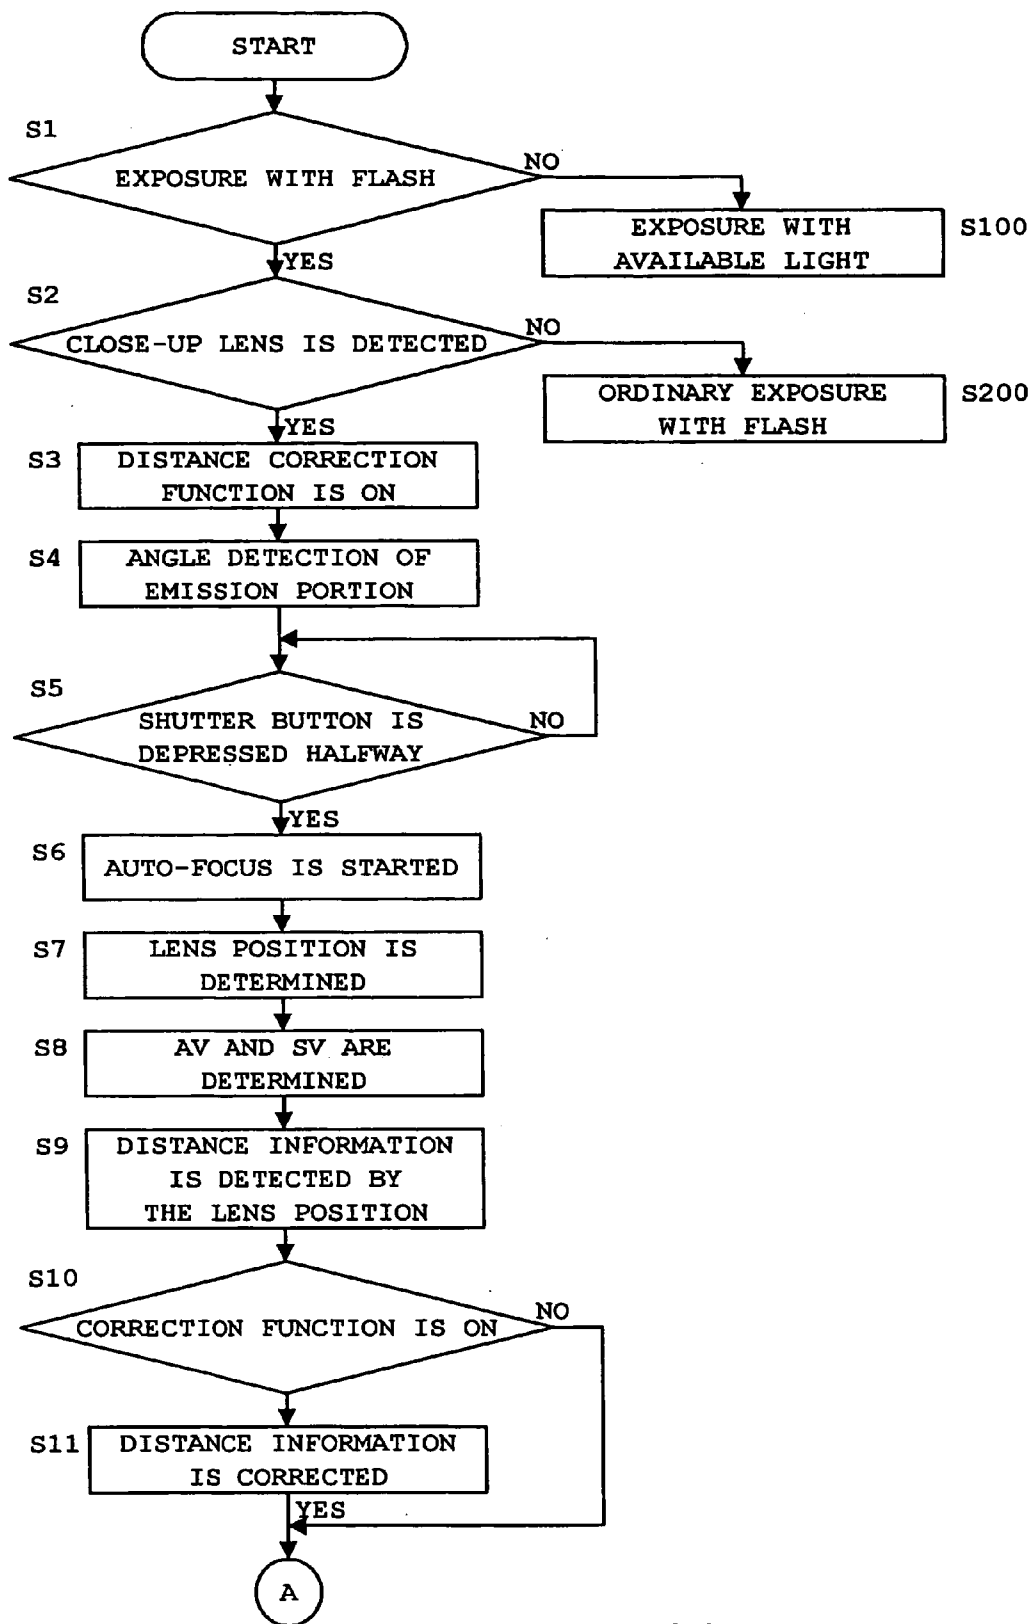 START
S1
EXPOSURE WITH FLASH
NO
EXPOSURE WITH
AVAILABLE LIGHT
S100
YES
S2
CLOSE-UP LENS IS DETECTED
NO
ORDINARY EXPOSURE
WITH FLASH
S200
YES
S3
DISTANCE CORRECTION
FUNCTION IS ON
S4
ANGLE DETECTION OF
EMISSION PORTION
S5
SHUTTER BUTTON IS
DEPRESSED HALFWAY
NO
YES
S6
AUTO-FOCUS IS STARTED
S7
LENS POSITION IS
DETERMINED
S8
AV AND SV ARE
DETERMINED
S9
DISTANCE INFORMATION
IS DETECTED BY
THE LENS POSITION
S10
CORRECTION FUNCTION IS ON
NO
S11
DISTANCE INFORMATION
IS CORRECTED
YES
A